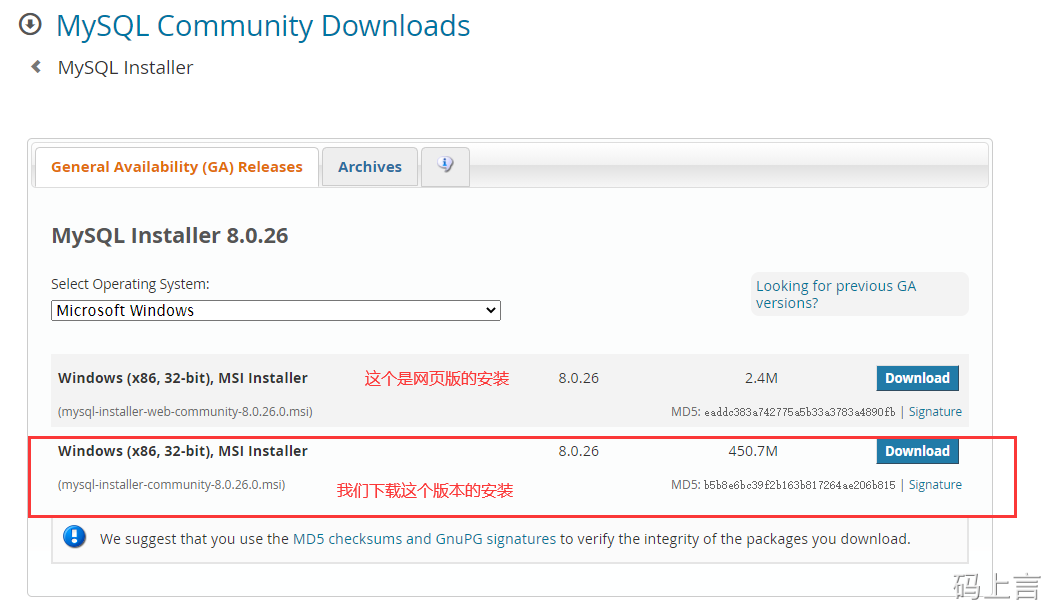 MySQL Community Downloads
MySQL Installer
General Availability (GA) Releases Archives
MySQL Installer 8.0.26
Select Operating System:
Microsoft Windows
Looking for previous GA
versions?
Windows (x86, 32-bit), MSI Installer 这个是网页版的安装 8.0.26 2.4M Download
(mysql-installer-web-community-8.0.26.0.msi) MD5: eaddc383a742775a5b33a3783a4890fb | Signature
Windows (x86, 32-bit), MSI Installer 8.0.26 450.7M Download
(mysql-installer-community-8.0.26.0.msi) 我们下载这个版本的安装 MD5: b5b8e6bc39f2b163b817264ae206b815 | Signature
We suggest that you use the MD5 checksums and GnuPG signatures to verify the integrity of the packages you download.
码上言